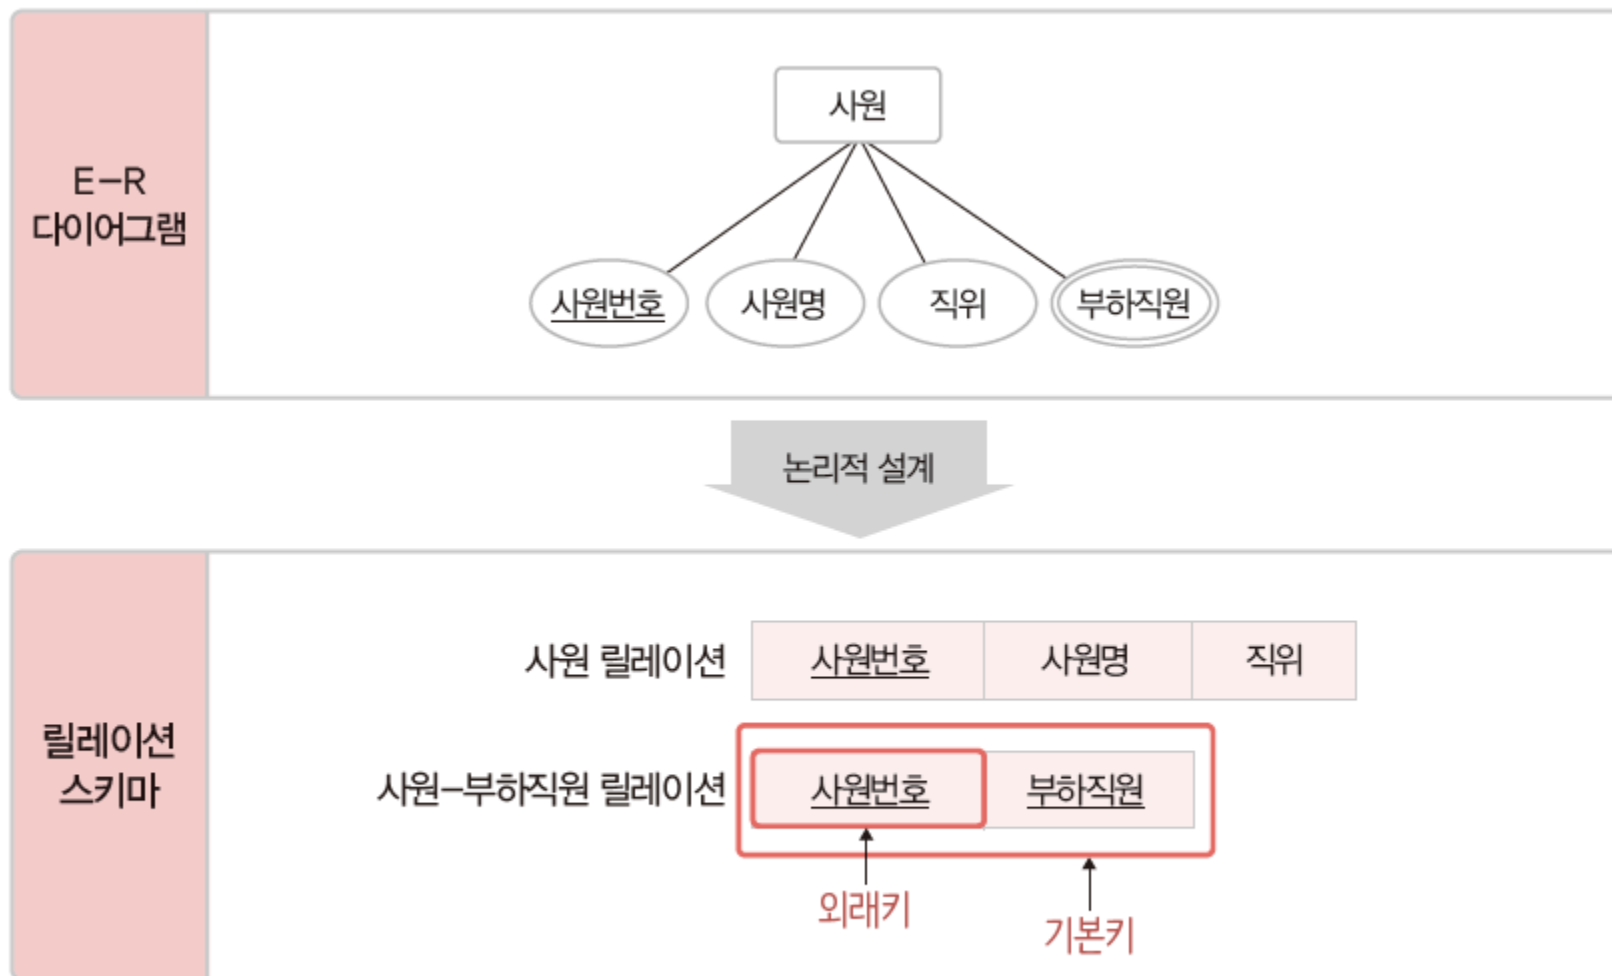 E-R
다이어그램
사원
사원번호
사원명
직위
부하직원
논리적 설계
릴레이션
스키마
사원 릴레이션
사원번호
사원명
직위
사원-부하직원 릴레이션
사원번호
부하직원
외래키
기본키